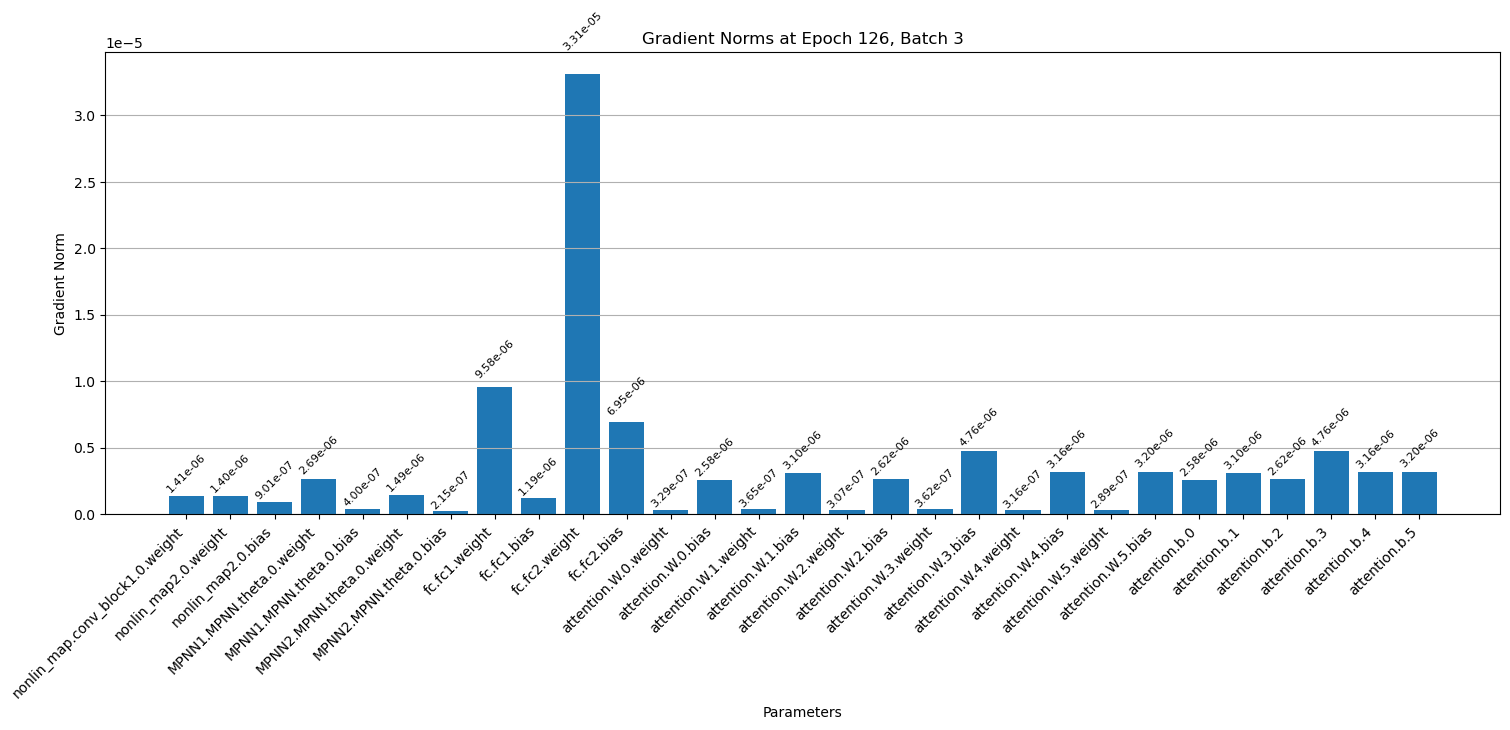 Gradient Norms at Epoch 126, Batch 3
1e−5
Gradient Norm
3.0
2.5
2.0
1.5
1.0
0.5
0.0
1.41e-06
1.40e-06
9.01e-07
2.69e-06
4.00e-07
1.49e-06
2.15e-07
9.58e-06
1.19e-06
3.31e-05
6.95e-06
3.29e-07
2.58e-06
3.65e-07
3.10e-06
3.07e-07
2.62e-06
3.62e-07
4.76e-06
3.16e-07
3.16e-06
2.89e-07
3.20e-06
2.58e-06
3.10e-06
2.62e-06
4.76e-06
3.16e-06
3.20e-06
nonlin_map.conv_block1.0.weight
nonlin_map2.0.weight
nonlin_map2.0.bias
MPNN1.MPNN.theta.0.weight
MPNN1.MPNN.theta.0.bias
MPNN2.MPNN.theta.0.weight
MPNN2.MPNN.theta.0.bias
fc.fc1.weight
fc.fc1.bias
fc.fc2.weight
fc.fc2.bias
attention.W.0.weight
attention.W.0.bias
attention.W.1.weight
attention.W.1.bias
attention.W.2.weight
attention.W.2.bias
attention.W.3.weight
attention.W.3.bias
attention.W.4.weight
attention.W.4.bias
attention.W.5.weight
attention.W.5.bias
attention.b.0
attention.b.1
attention.b.2
attention.b.3
attention.b.4
attention.b.5
Parameters